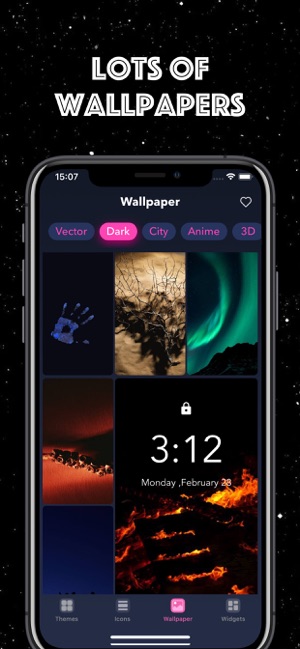 LOTS OF
WALLPAPERS
15:07
Wallpaper
Vector Dark City Anime 3D
3:12
Monday ,February 23
Themes Icons Wallpaper Widgets